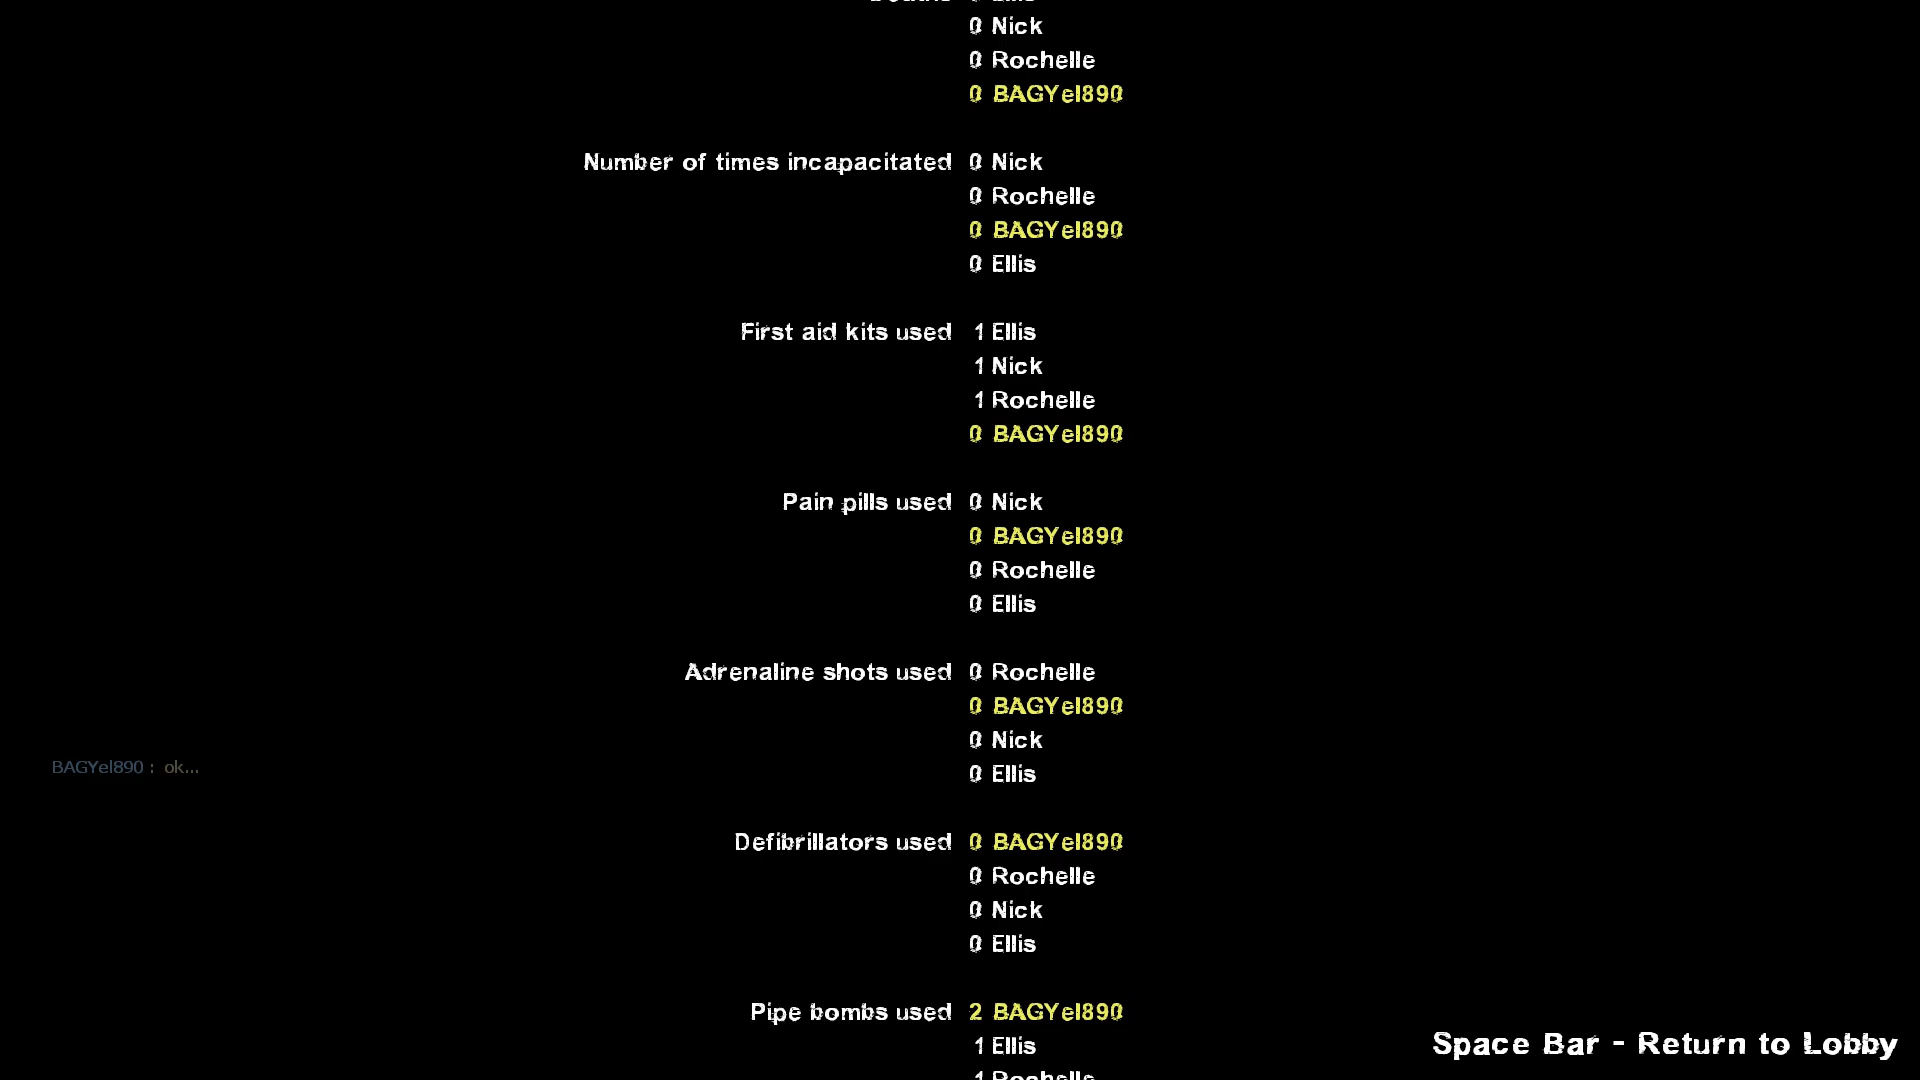 0 Nick
0 Rochelle
0 BAGYel890
Number of times incapacitated 0 Nick
0 Rochelle
0 BAGYel890
0 Ellis
First aid kits used 1 Ellis
1 Nick
1 Rochelle
0 BAGYel890
Pain pills used 0 Nick
0 BAGYel890
0 Rochelle
0 Ellis
Adrenaline shots used 0 Rochelle
0 BAGYel890
0 Nick
BAGYel890 : ok...
0 Ellis
Defibrillators used 0 BAGYel890
0 Rochelle
0 Nick
0 Ellis
Pipe bombs used 2 BAGYel890
1 Ellis
Space Bar - Return to Lobby
1 Rochelle